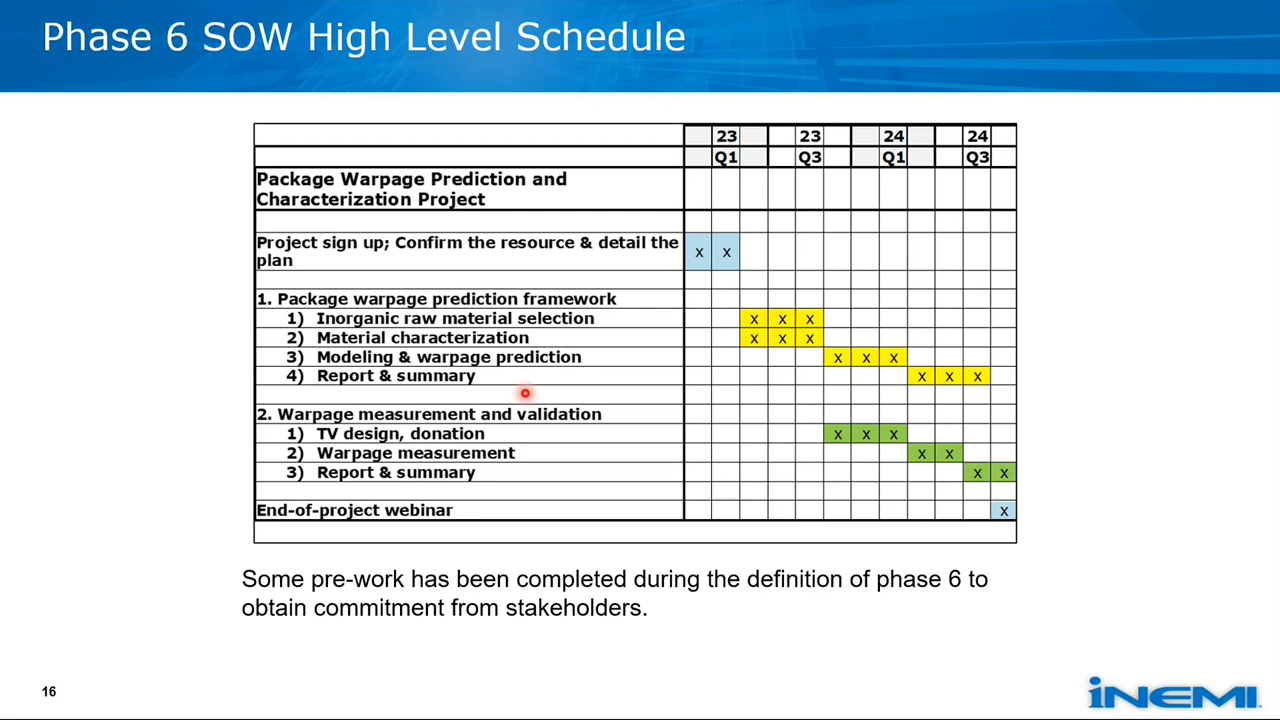 Phase 6 SOW High Level Schedule
23 23 24 24
Q1 Q3 Q1 Q3
Package Warpage Prediction and
Characterization Project
Project sign up; Confirm the resource & detail the
plan
x x
1. Package warpage prediction framework
1) Inorganic raw material selection x x x
2) Material characterization x x x
3) Modeling & warpage prediction x x x
4) Report & summary x x x
2. Warpage measurement and validation
1) TV design, donation x x x
2) Warpage measurement x x
3) Report & summary x x
End-of-project webinar x
Some pre-work has been completed during the definition of phase 6 to
obtain commitment from stakeholders.
16
iNEMI